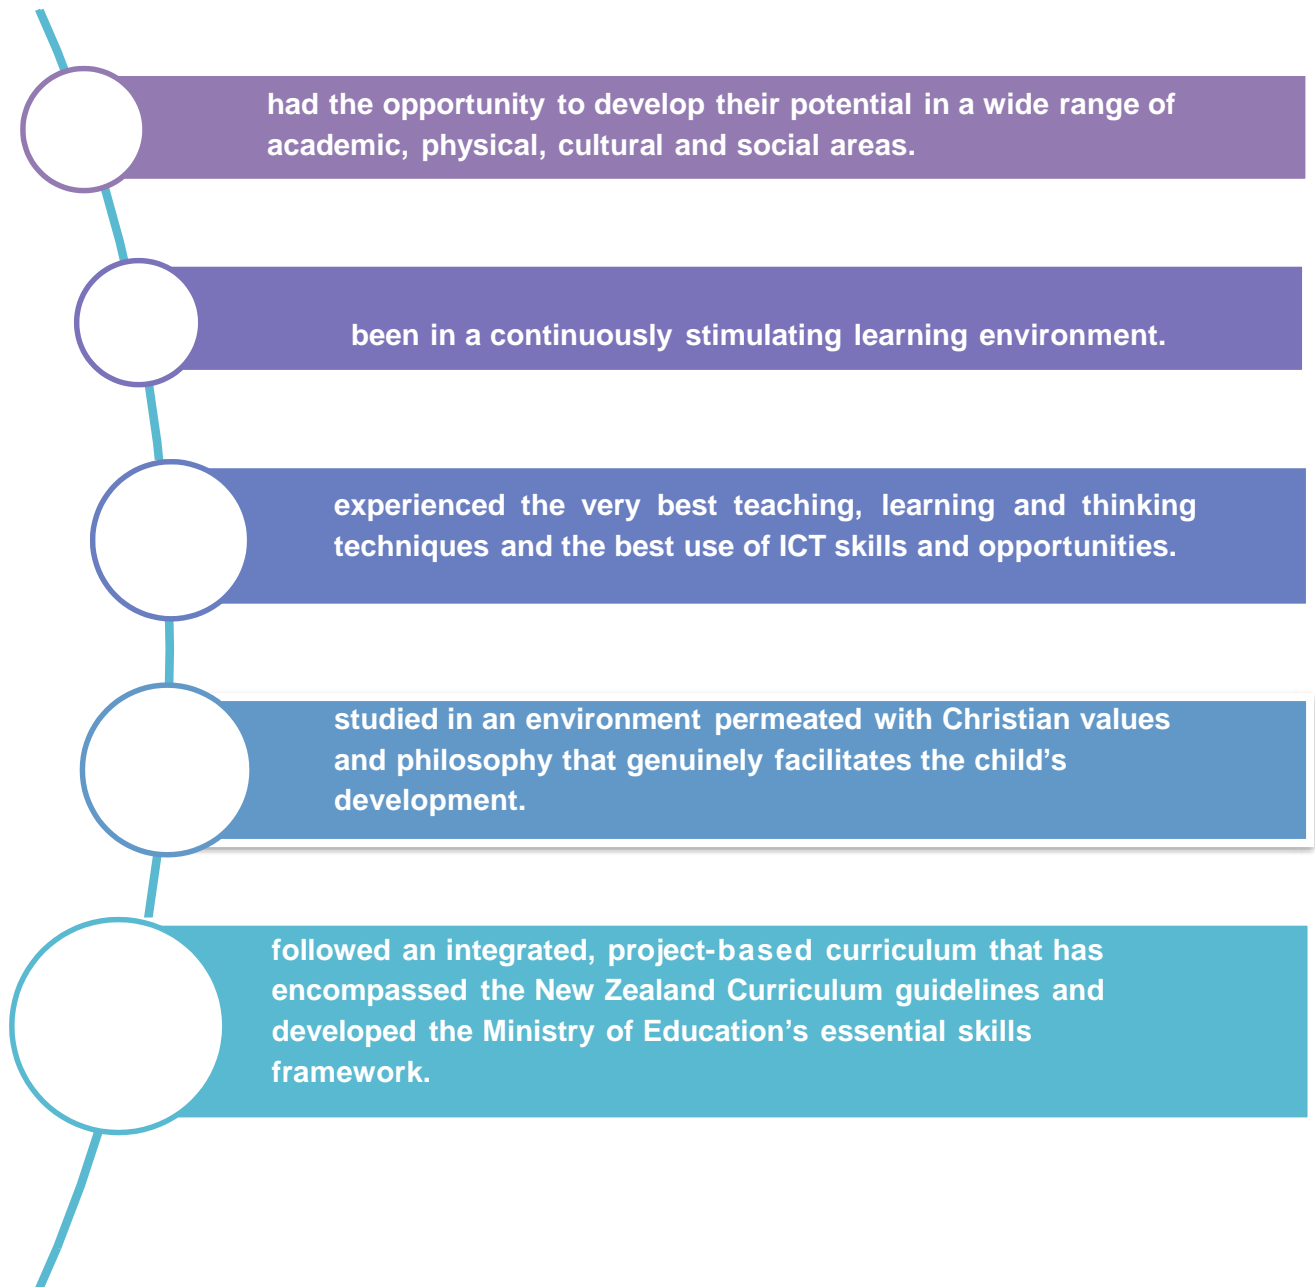 had the opportunity to develop their potential in a wide range of
academic, physical, cultural and social areas.
been in a continuously stimulating learning environment.
experienced the very best teaching, learning and thinking
techniques and the best use of ICT skills and opportunities.
studied in an environment permeated with Christian values
and philosophy that genuinely facilitates the child’s
development.
followed an integrated, project-based curriculum that has
encompassed the New Zealand Curriculum guidelines and
developed the Ministry of Education’s essential skills
framework.